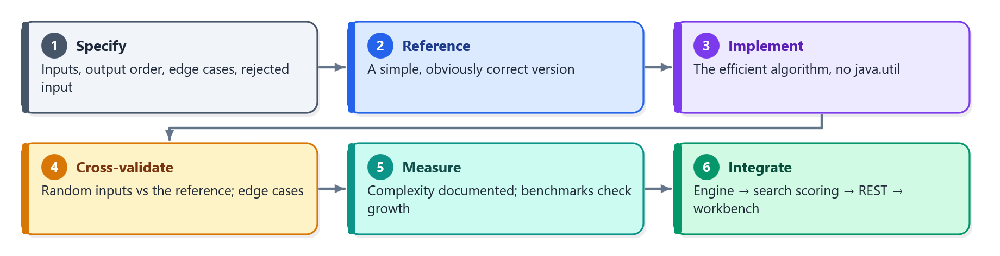 1 Specify
Inputs, output order, edge cases, rejected
input
2 Reference
A simple, obviously correct version
3 Implement
The efficient algorithm, no java.util
4 Cross-validate
Random inputs vs the reference; edge cases
5 Measure
Complexity documented; benchmarks check
growth
6 Integrate
Engine → search scoring → REST →
workbench